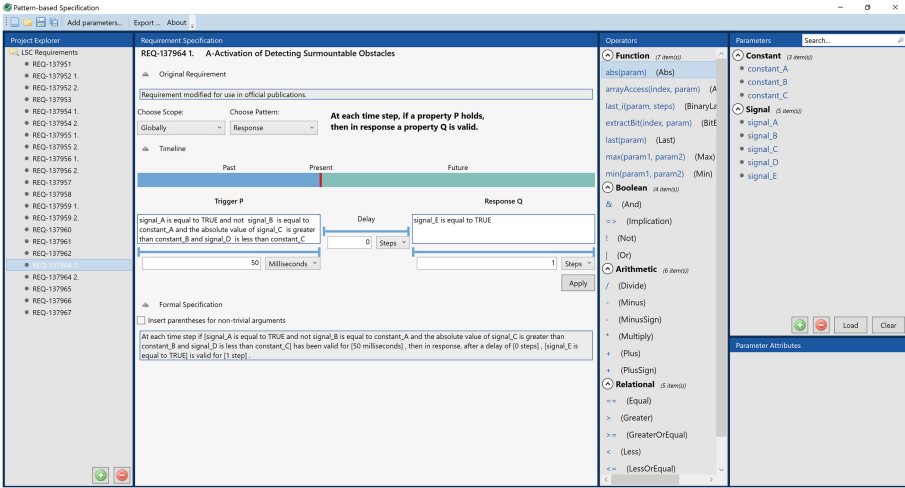 Pattern-based Specification
Add parameters... Export ... About
Project Explorer
LSC Requirements
REQ-137951
REQ-137952 1.
REQ-137952 2.
REQ-137953
REQ-137954 1.
REQ-137954 2.
REQ-137955 1.
REQ-137955 2.
REQ-137956 1.
REQ-137956 2.
REQ-137957
REQ-137958
REQ-137959 1.
REQ-137959 2.
REQ-137960
REQ-137961
REQ-137962
REQ-137964 1.
REQ-137964 2.
REQ-137965
REQ-137966
REQ-137967
Requirement Specification
REQ-137964 1. A-Activation of Detecting Surmountable Obstacles
Original Requirement
Requirement modified for use in official publications.
Choose Scope: Choose Pattern:
Globally Response
At each time step, if a property P holds,
then in response a property Q is valid.
Timeline
Past Present Future
Trigger P
signal_A is equal to TRUE and not signal_B is equal to
constant_A and the absolute value of signal_C is greater
than constant_B and signal_D is less than constant_C
50 Milliseconds
Delay
0 Steps
Response Q
signal_E is equal to TRUE
1 Steps
Apply
Formal Specification
Insert parentheses for non-trivial arguments
At each time step if [signal_A is equal to TRUE and not signal_B is equal to constant_A and the absolute value of signal_C is greater than
constant_B and signal_D is less than constant_C] has been valid for [50 milliseconds] , then in response, after a delay of [0 steps] , [signal_E is
equal to TRUE] is valid for [1 step] .
Operators
Function (7 item(s))
abs(param) (Abs)
arrayAccess(index, param) (A
last_i(param, steps) (BinaryLa
extractBit(index, param) (BitE
last(param) (Last)
max(param1, param2) (Max)
min(param1, param2) (Min)
Boolean (4 item(s))
& (And)
=> (Implication)
! (Not)
| (Or)
Arithmetic (6 item(s))
/ (Divide)
- (Minus)
- (MinusSign)
* (Multiply)
+ (Plus)
+ (PlusSign)
Relational (6 item(s))
== (Equal)
> (Greater)
>= (GreaterOrEqual)
< (Less)
<= (LessOrEqual)
Parameters Search...
Constant (3 item(s))
constant_A
constant_B
constant_C
Signal (5 item(s))
signal_A
signal_B
signal_C
signal_D
signal_E
Load Clear
Parameter Attributes